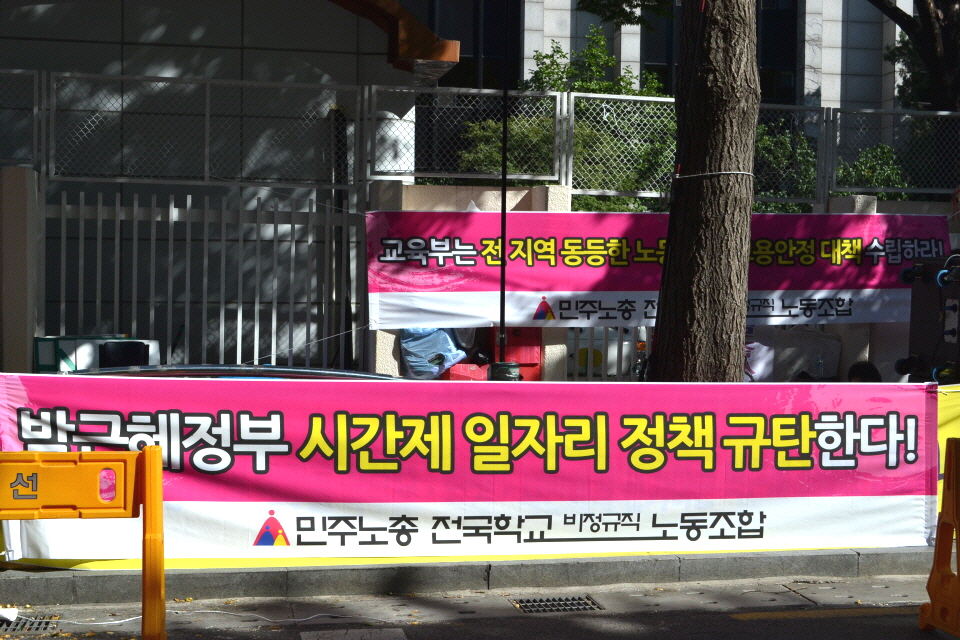 교육부는 전 지역 동등한 노 용안정 대책 수립하라!
민주노총 전 규직 노동조합
박근혜정부 시간제 일자리 정책 규탄한다!
선
민주노총 전국학교 비정규직 노동조합